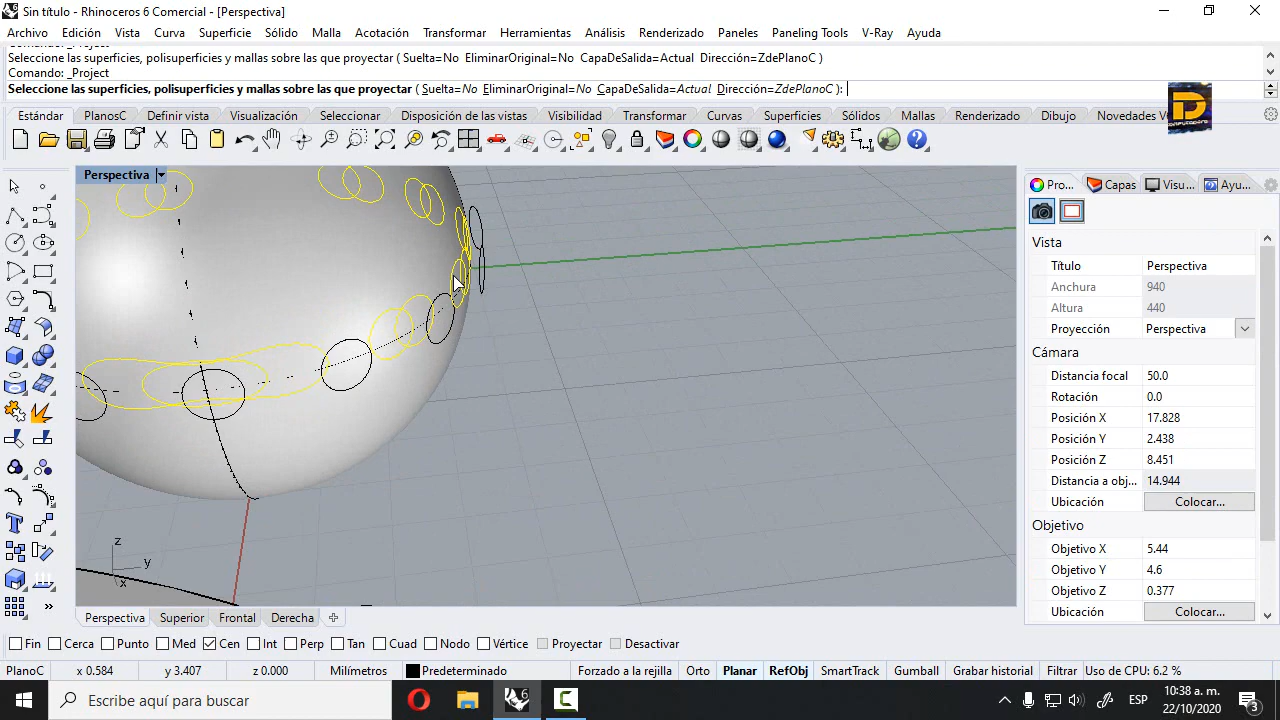 Sin título - Rhinoceros 6 Comercial - [Perspectiva]
Archivo Edición Vista Curva Superficie Sólido Malla Acotación Transformar Herramientas Análisis Renderizado Paneles Paneling Tools V-Ray Ayuda
Comando: _Project
Seleccione las superficies, polisuperficies y mallas sobre las que proyectar ( Suelta=No EliminarOriginal=No CapaDeSalida=Actual Dirección=ZdePlanoC )
Comando: _Project
Seleccione las superficies, polisuperficies y mallas sobre las que proyectar ( Suelta=No EliminarOriginal=No CapaDeSalida=Actual Dirección=ZdePlanoC ):
Estándar PlanosC Definir vista Visualización Seleccionar Disposición de las vistas Visibilidad Transformar Curvas Superficies Sólidos Mallas Renderizado Dibujo Novedades
Perspectiva
Pro... Capas Visu... Ayu...
Vista
Título Perspectiva
Anchura 940
Altura 440
Proyección Perspectiva
Cámara
Distancia focal 50.0
Rotación 0.0
Posición X 17.828
Posición Y 2.438
Posición Z 8.451
Distancia a obj... 14.944
Ubicación Colocar...
Objetivo
Objetivo X 5.44
Objetivo Y 4.6
Objetivo Z 0.377
Ubicación Colocar...
z
y
x
Perspectiva Superior Frontal Derecha
Fin Cerca Punto Med Cen Int Perp Tan Cuad Nodo Vértice Proyectar Desactivar
PlanoC x 0.584 y 3.407 z 0.000 Milímetros Predeterminado Forzado a la rejilla Orto Planar RefObj SmartTrack Gumball Grabar historial Filtrar Uso de CPU: 6.2 %
Escribe aquí para buscar
ESP
10:38 a. m.
22/10/2020
3